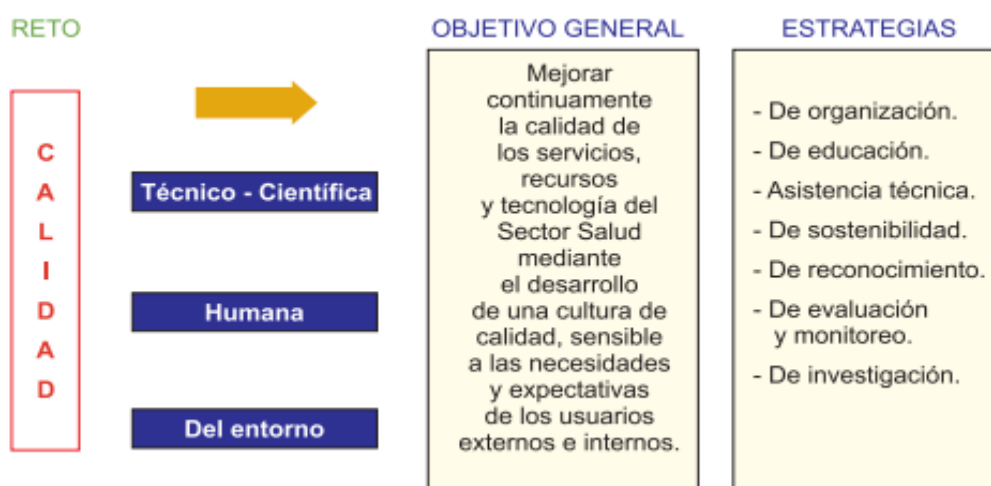 RETO
C
A
L
I
D
A
D
Técnico - Científica
Humana
Del entorno
OBJETIVO GENERAL
Mejorar
continuamente
la calidad de
los servicios,
recursos
y tecnología del
Sector Salud
mediante
el desarrollo
de una cultura de
calidad, sensible
a las necesidades
y expectativas
de los usuarios
externos e internos.
ESTRATEGIAS
- De organización.
- De educación.
- Asistencia técnica.
- De sostenibilidad.
- De reconocimiento.
- De evaluación
y monitoreo.
- De investigación.